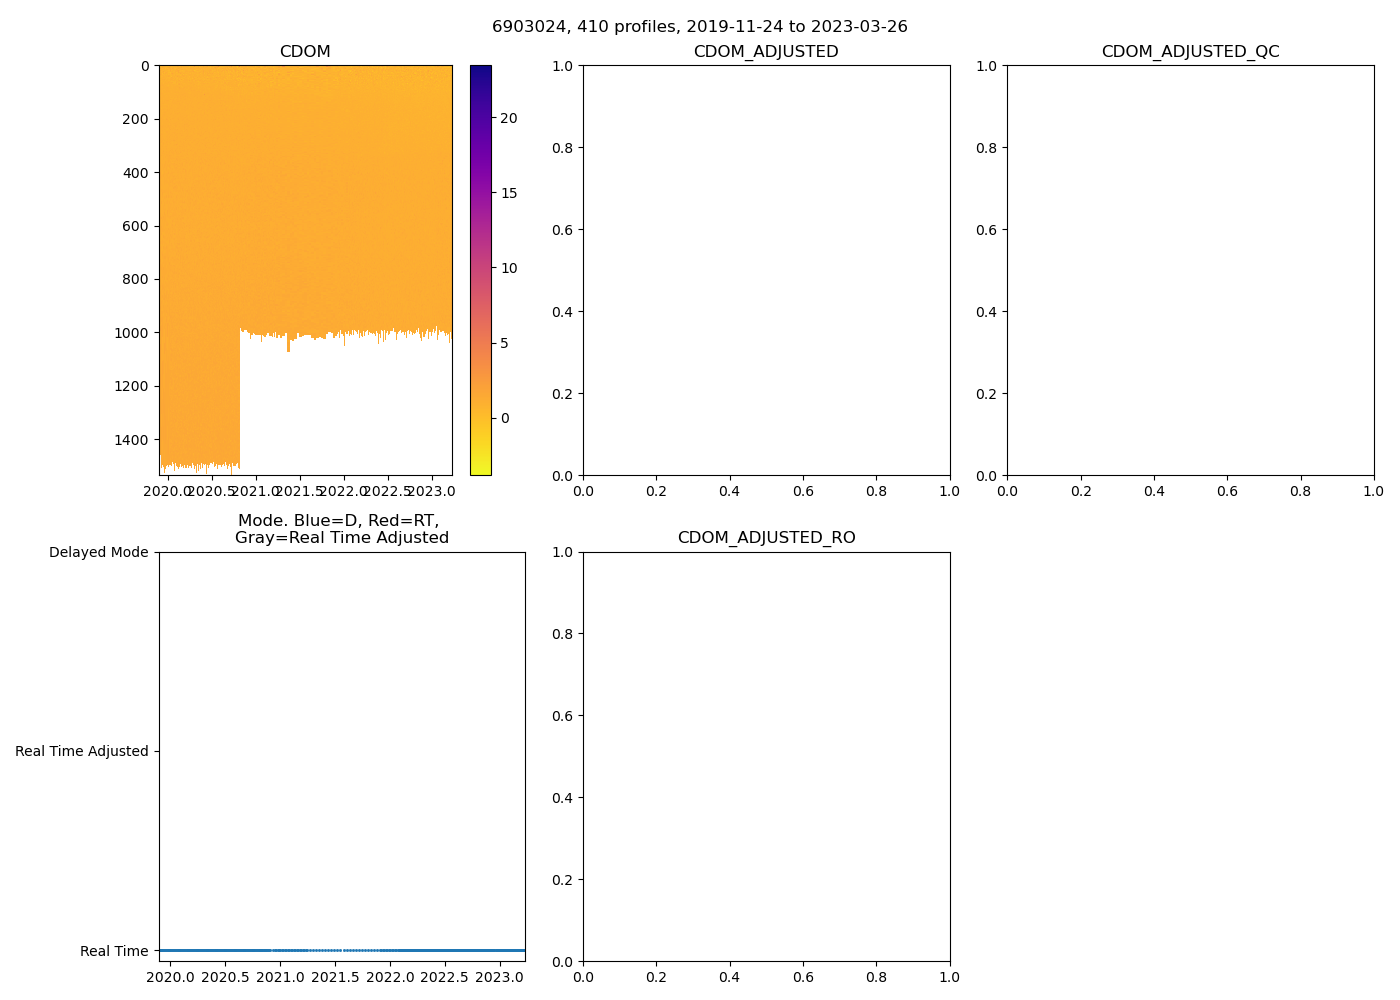 6903024, 410 profiles, 2019-11-24 to 2023-03-26
CDOM
0
200
400
600
800
1000
1200
1400
2020.0 2020.5 2021.0 2021.5 2022.0 2022.5 2023.0
20
15
10
5
0
CDOM_ADJUSTED
1.0
0.8
0.6
0.4
0.2
0.0
0.0 0.2 0.4 0.6 0.8 1.0
CDOM_ADJUSTED_QC
1.0
0.8
0.6
0.4
0.2
0.0
0.0 0.2 0.4 0.6 0.8 1.0
Mode. Blue=D, Red=RT,
Gray=Real Time Adjusted
Delayed Mode
Real Time Adjusted
Real Time
2020.0 2020.5 2021.0 2021.5 2022.0 2022.5 2023.0
CDOM_ADJUSTED_RO
1.0
0.8
0.6
0.4
0.2
0.0
0.0 0.2 0.4 0.6 0.8 1.0